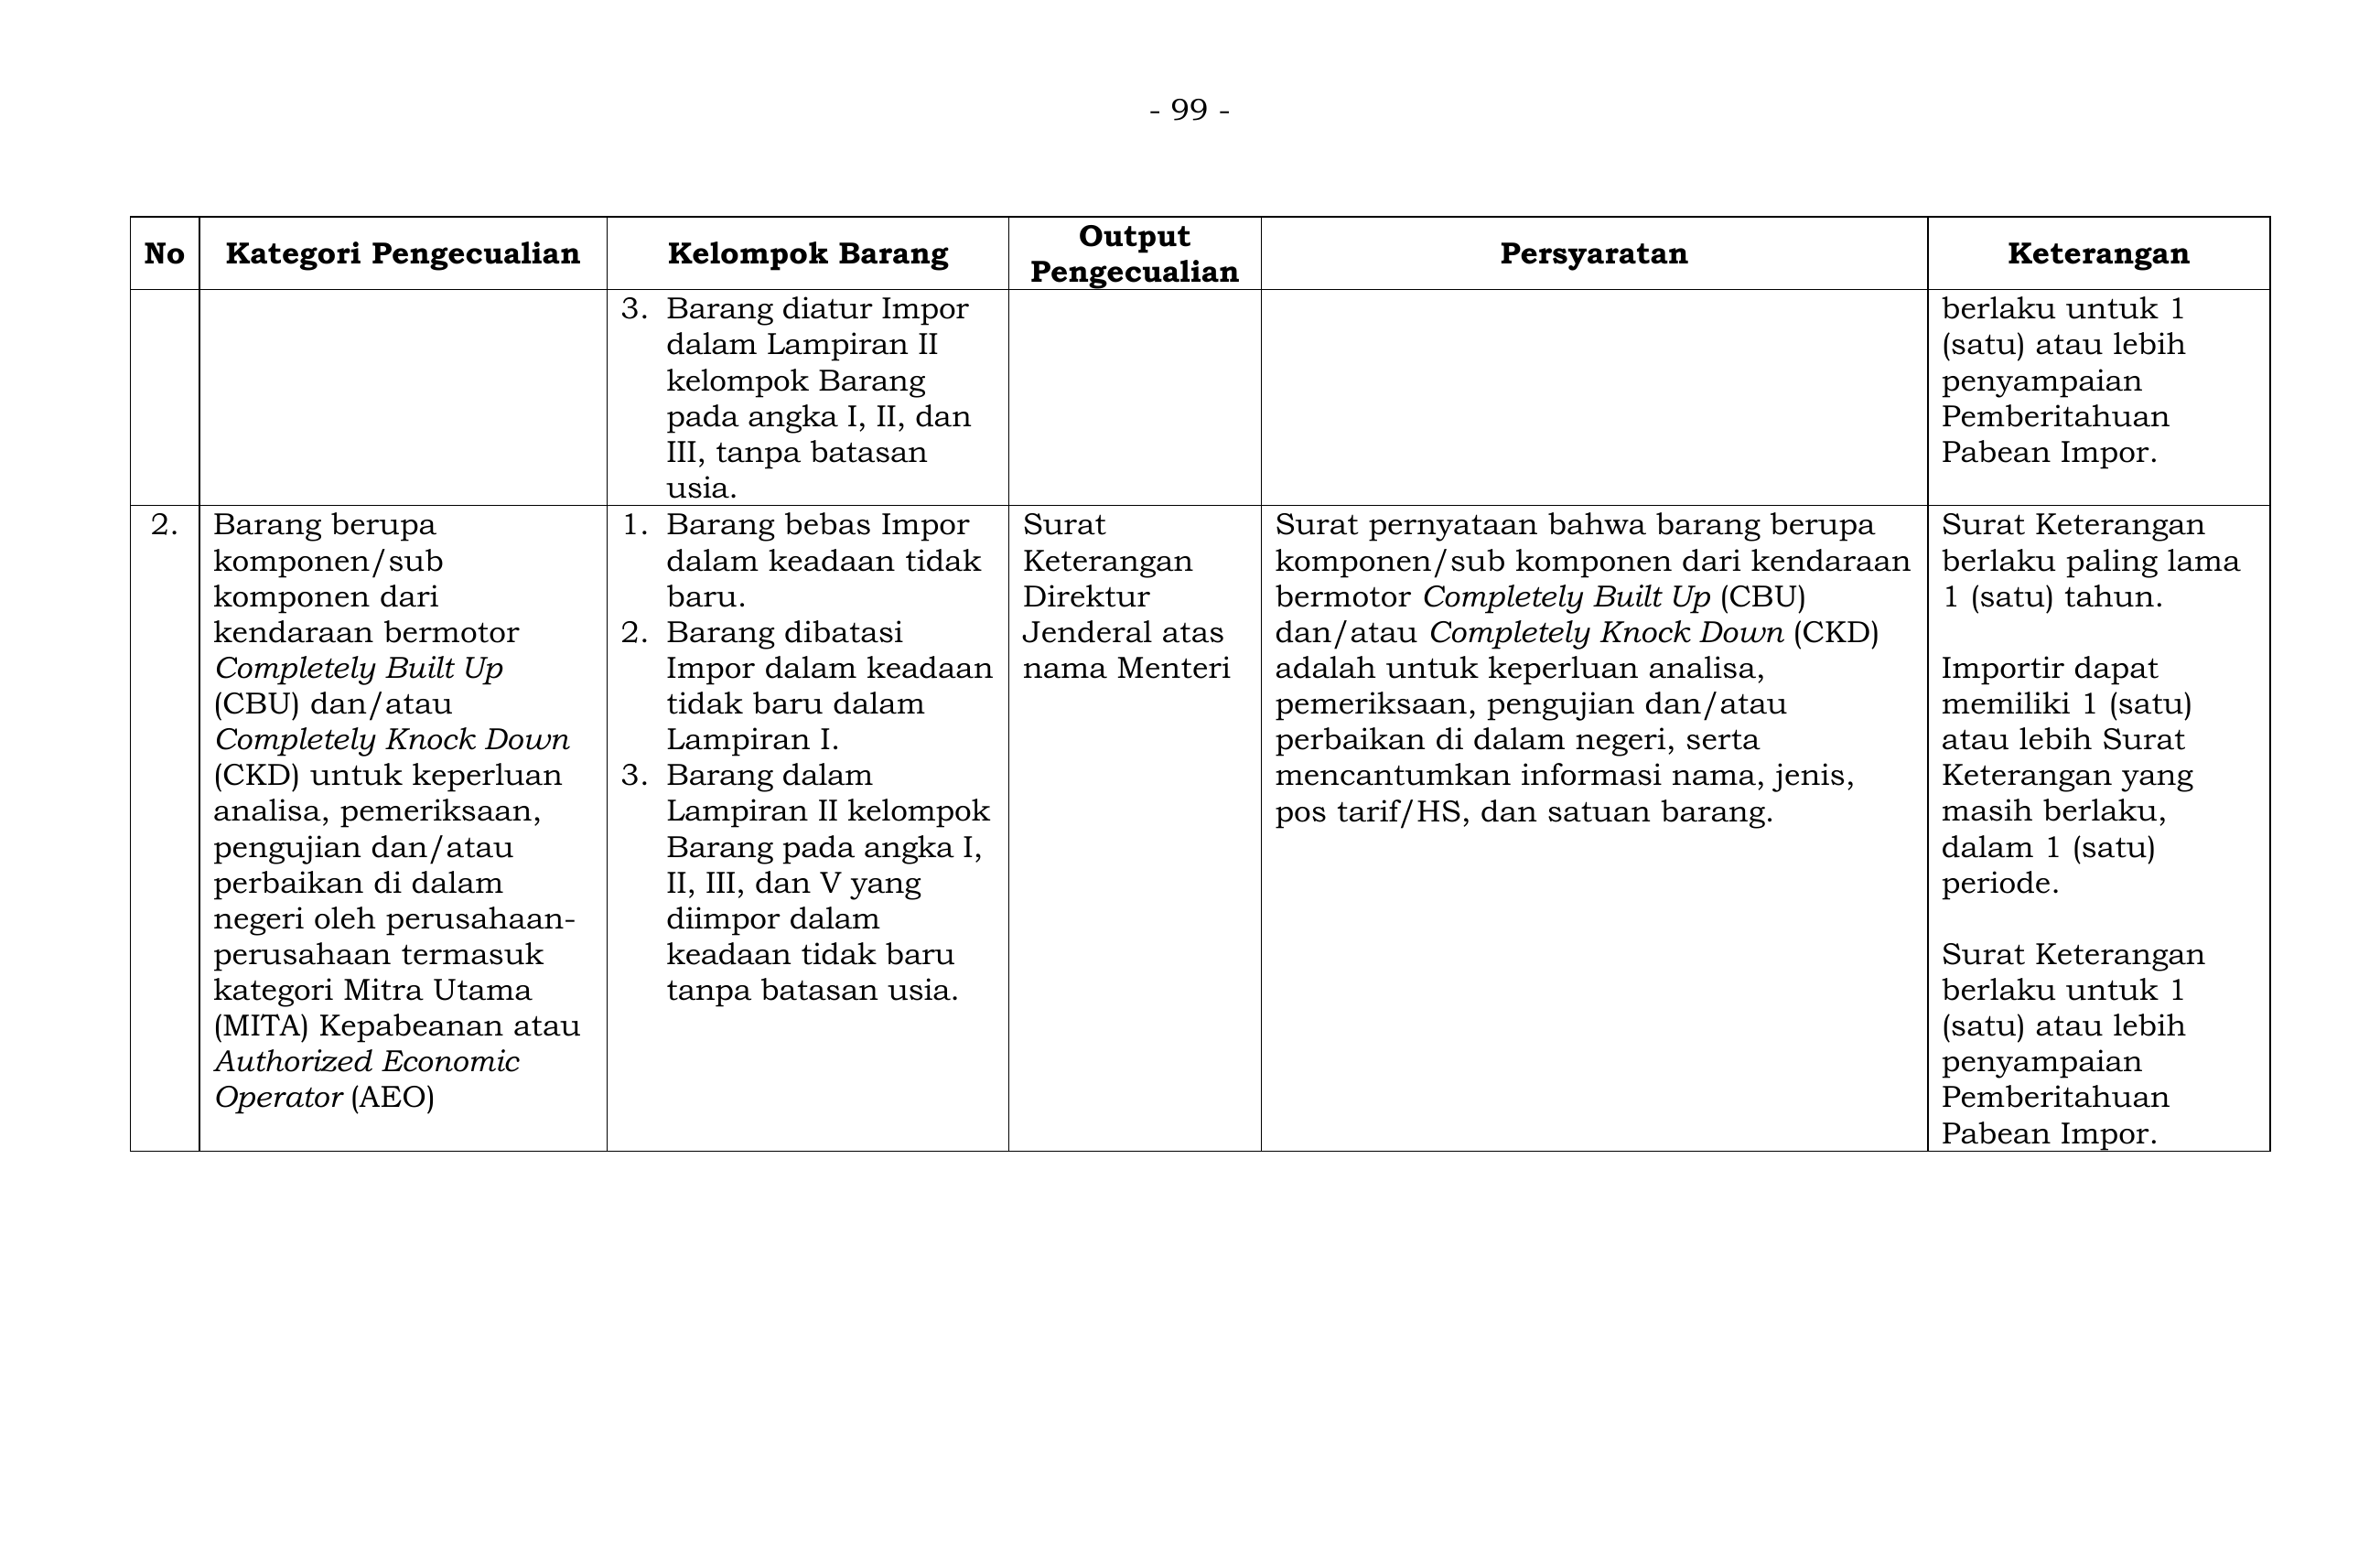 - 99 -
No
Kategori Pengecualian
Kelompok Barang
Output
Pengecualian
Persyaratan
Keterangan
3. Barang diatur Impor
dalam Lampiran II
kelompok Barang
pada angka I, II, dan
III, tanpa batasan
usia.
berlaku untuk 1
(satu) atau lebih
penyampaian
Pemberitahuan
Pabean Impor.
2.
Barang berupa
komponen/sub
komponen dari
kendaraan bermotor
Completely Built Up
(CBU) dan/atau
Completely Knock Down
(CKD) untuk keperluan
analisa, pemeriksaan,
pengujian dan/atau
perbaikan di dalam
negeri oleh perusahaan-
perusahaan termasuk
kategori Mitra Utama
(MITA) Kepabeanan atau
Authorized Economic
Operator (AEO)
1. Barang bebas Impor
dalam keadaan tidak
baru.
2. Barang dibatasi
Impor dalam keadaan
tidak baru dalam
Lampiran I.
3. Barang dalam
Lampiran II kelompok
Barang pada angka I,
II, III, dan V yang
diimpor dalam
keadaan tidak baru
tanpa batasan usia.
Surat
Keterangan
Direktur
Jenderal atas
nama Menteri
Surat pernyataan bahwa barang berupa
komponen/sub komponen dari kendaraan
bermotor Completely Built Up (CBU)
dan/atau Completely Knock Down (CKD)
adalah untuk keperluan analisa,
pemeriksaan, pengujian dan/atau
perbaikan di dalam negeri, serta
mencantumkan informasi nama, jenis,
pos tarif/HS, dan satuan barang.
Surat Keterangan
berlaku paling lama
1 (satu) tahun.
Importir dapat
memiliki 1 (satu)
atau lebih Surat
Keterangan yang
masih berlaku,
dalam 1 (satu)
periode.
Surat Keterangan
berlaku untuk 1
(satu) atau lebih
penyampaian
Pemberitahuan
Pabean Impor.